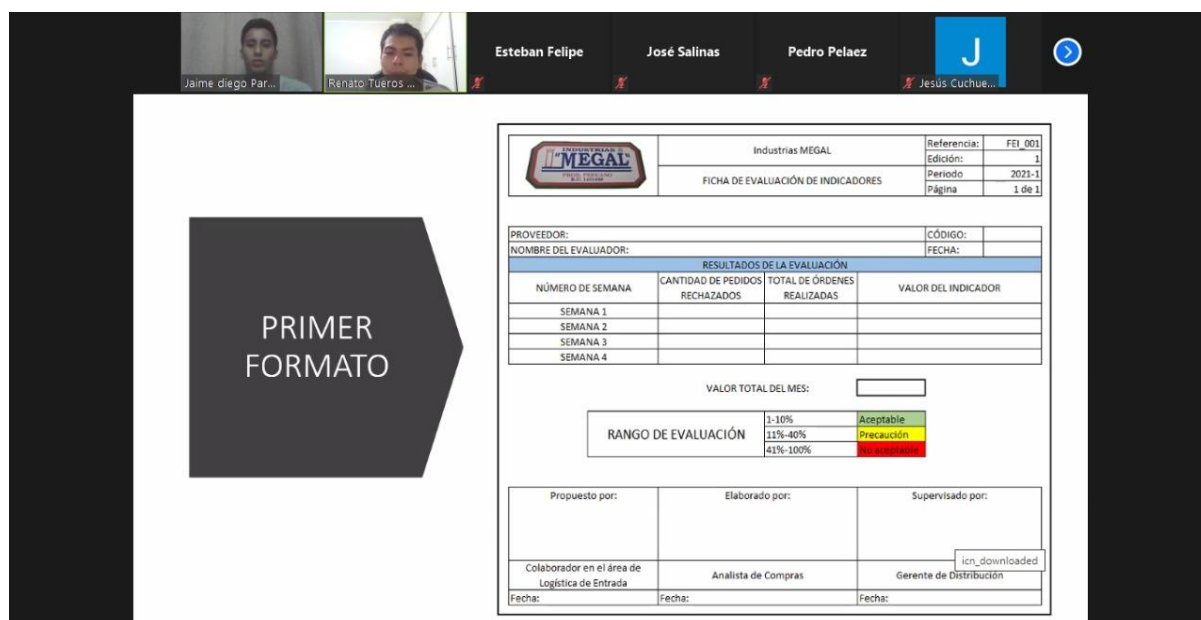 Esteban Felipe
José Salinas
Pedro Pelaez
J
Jaime diego Par...
Renato Tueros ...
Jesús Cuchue...
PRIMER
FORMATO
INDUSTRIAS
"MEGAL"
PROD. PERUANO
Industrias MEGAL
FICHA DE EVALUACIÓN DE INDICADORES
Referencia: FEI_001
Edición: 1
Periodo 2021-1
Página 1 de 1
PROVEEDOR: CÓDIGO:
NOMBRE DEL EVALUADOR: FECHA:
RESULTADOS DE LA EVALUACIÓN
NÚMERO DE SEMANA
CANTIDAD DE PEDIDOS
RECHAZADOS
TOTAL DE ÓRDENES
REALIZADAS
VALOR DEL INDICADOR
SEMANA 1
SEMANA 2
SEMANA 3
SEMANA 4
VALOR TOTAL DEL MES:
RANGO DE EVALUACIÓN
1-10% Aceptable
11%-40% Precaución
41%-100% No aceptable
Propuesto por:
Elaborado por:
Supervisado por:
icn_downloaded
Colaborador en el área de
Logística de Entrada
Analista de Compras
Gerente de Distribución
Fecha: Fecha: Fecha: